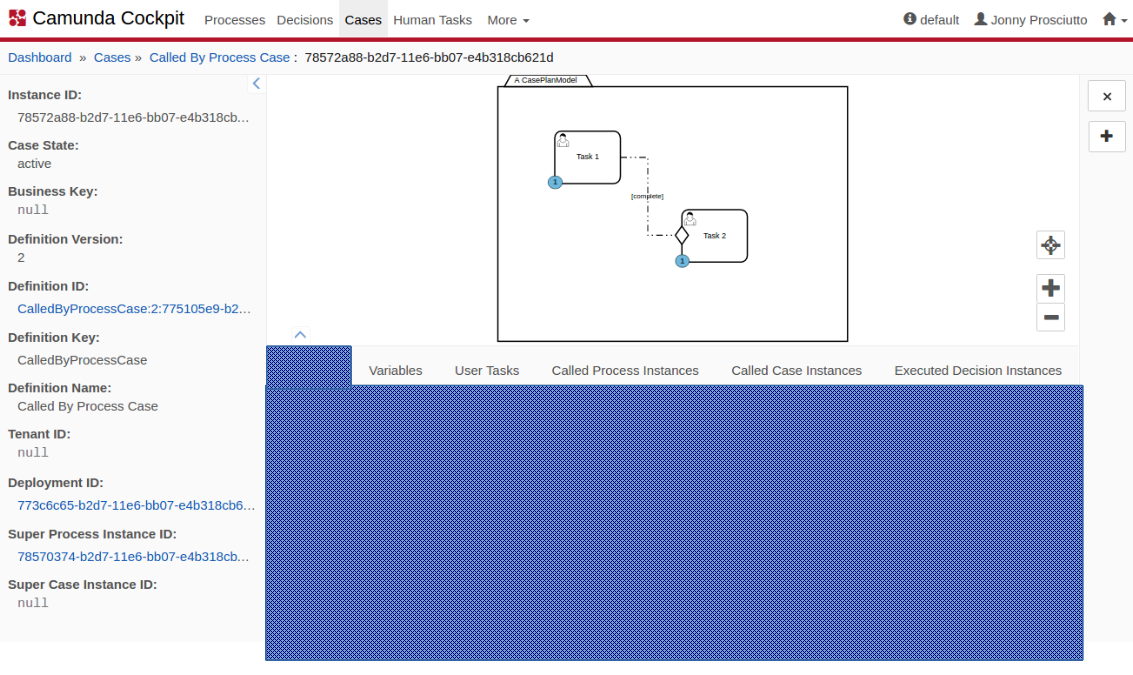 Camunda Cockpit Processes Decisions Cases Human Tasks More default Jonny Prosciutto
Dashboard » Cases » Called By Process Case : 78572a88-b2d7-11e6-bb07-e4b318cb621d
Instance ID:
78572a88-b2d7-11e6-bb07-e4b318cb...
Case State:
active
Business Key:
null
Definition Version:
2
Definition ID:
CalledByProcessCase:2:775105e9-b2...
Definition Key:
CalledByProcessCase
Definition Name:
Called By Process Case
Tenant ID:
null
Deployment ID:
773c6c65-b2d7-11e6-bb07-e4b318cb6...
Super Process Instance ID:
78570374-b2d7-11e6-bb07-e4b318cb...
Super Case Instance ID:
null
A CasePlanModel
Task 1
1
[complete]
Task 2
1
Variables User Tasks Called Process Instances Called Case Instances Executed Decision Instances